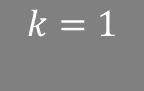 k = 1